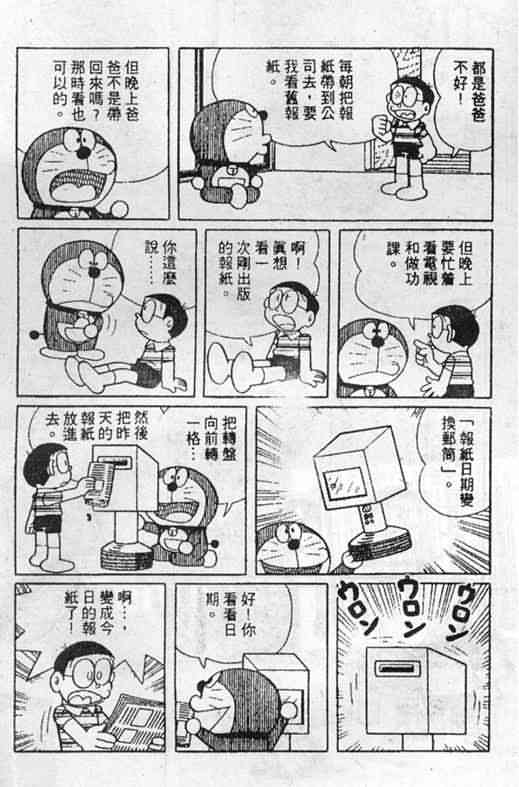 都是爸爸
不好！
每朝把報
紙帶到公
司去，要
我看舊報
紙。
但晚上爸
爸不是帶
回來嗎？
那時看也
可以的。
但晚上
要忙着
看電視
和做功
課。
啊！
眞想
看一
次剛出版
的報紙。
你這麼
說……
「報紙日期變
換郵筒」。
把轉盤
向前轉
一格…
然後
把昨
天的
報紙
放進
去。
ウロン
ウロン
ウロン
好！你
看看日
期。
啊…，
變成今
日的報
紙了！